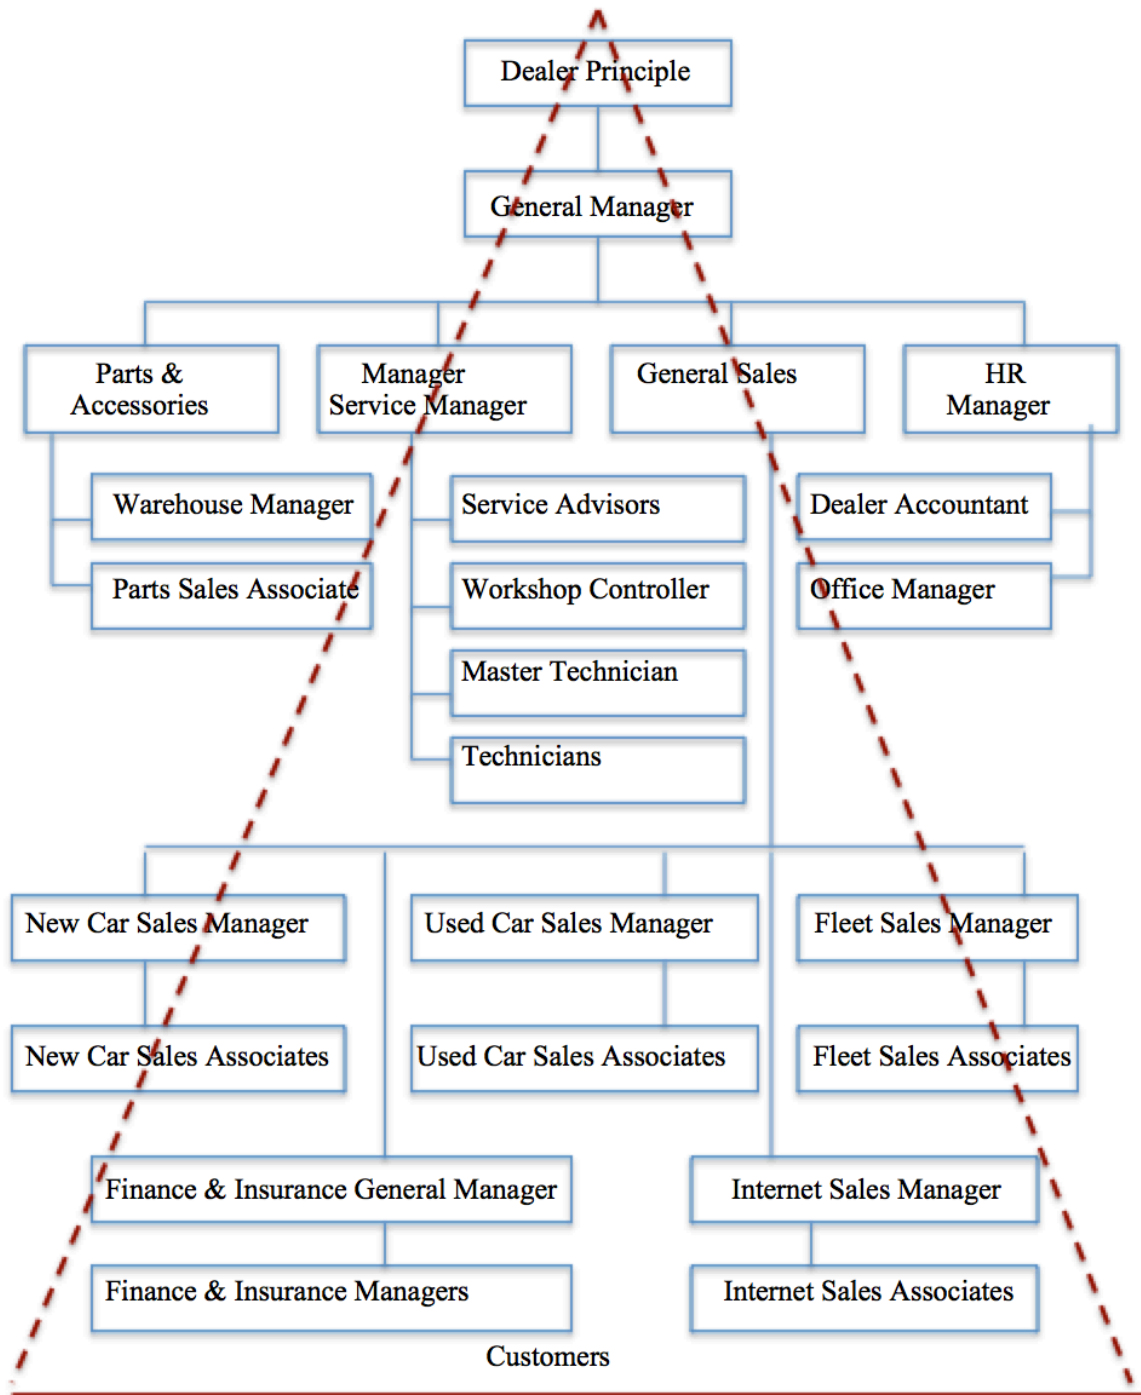 Dealer Principle
General Manager
Parts &
Accessories
Manager
Service Manager
General Sales
HR
Manager
Warehouse Manager
Parts Sales Associate
Service Advisors
Workshop Controller
Master Technician
Technicians
Dealer Accountant
Office Manager
New Car Sales Manager
Used Car Sales Manager
Fleet Sales Manager
New Car Sales Associates
Used Car Sales Associates
Fleet Sales Associates
Finance & Insurance General Manager
Internet Sales Manager
Finance & Insurance Managers
Internet Sales Associates
Customers